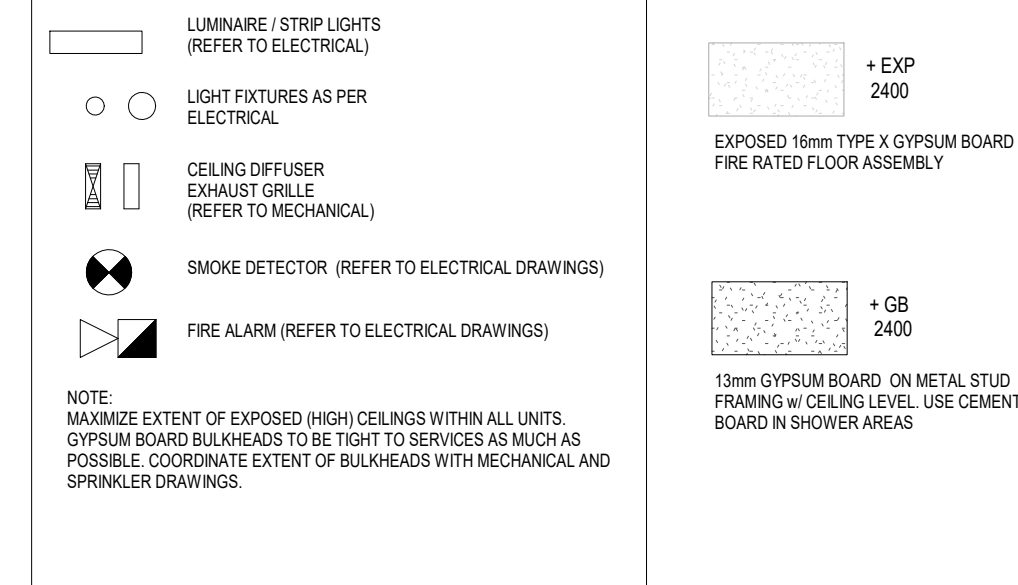 LUMINAIRE / STRIP LIGHTS
(REFER TO ELECTRICAL)
LIGHT FIXTURES AS PER
ELECTRICAL
CEILING DIFFUSER
EXHAUST GRILLE
(REFER TO MECHANICAL)
SMOKE DETECTOR (REFER TO ELECTRICAL DRAWINGS)
FIRE ALARM (REFER TO ELECTRICAL DRAWINGS)
NOTE:
MAXIMIZE EXTENT OF EXPOSED (HIGH) CEILINGS WITHIN ALL UNITS.
GYPSUM BOARD BULKHEADS TO BE TIGHT TO SERVICES AS MUCH AS
POSSIBLE. COORDINATE EXTENT OF BULKHEADS WITH MECHANICAL AND
SPRINKLER DRAWINGS.
+ EXP
2400
EXPOSED 16mm TYPE X GYPSUM BOARD
FIRE RATED FLOOR ASSEMBLY
+ GB
2400
13mm GYPSUM BOARD ON METAL STUD
FRAMING w/ CEILING LEVEL. USE CEMENT
BOARD IN SHOWER AREAS